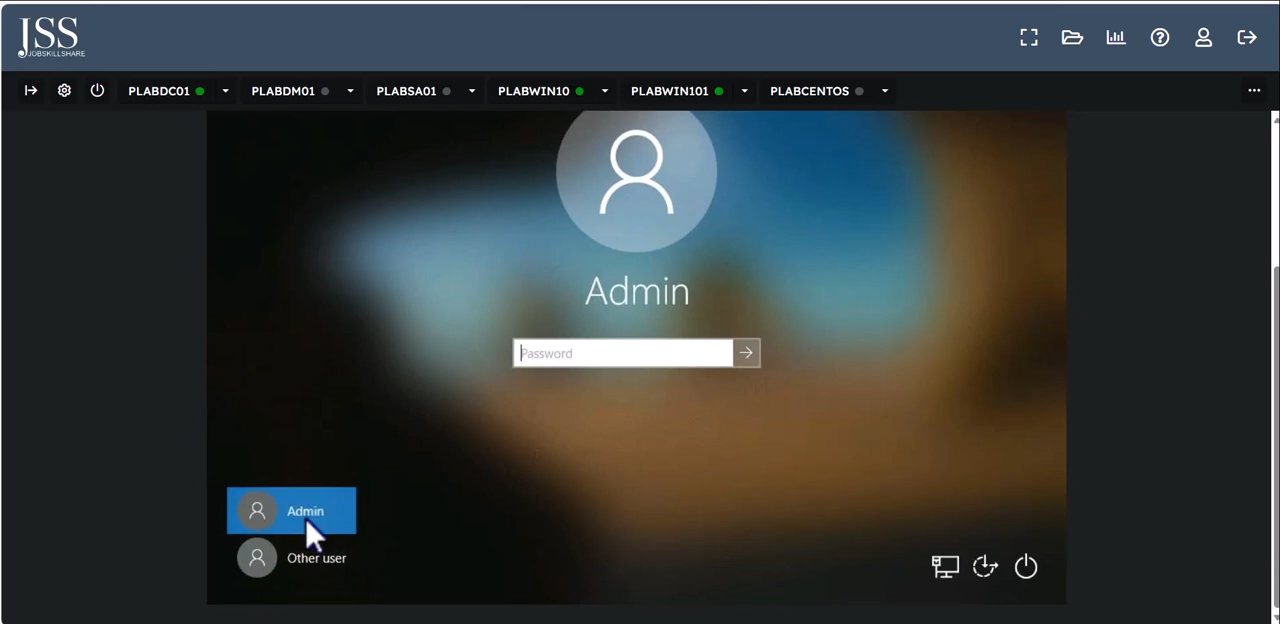 JSS
JOBSKILLSHARE
PLABDC01 PLABDM01 PLABSA01 PLABWIN10 PLABWIN101 PLABCENTOS
Admin
Password
Admin
Other user